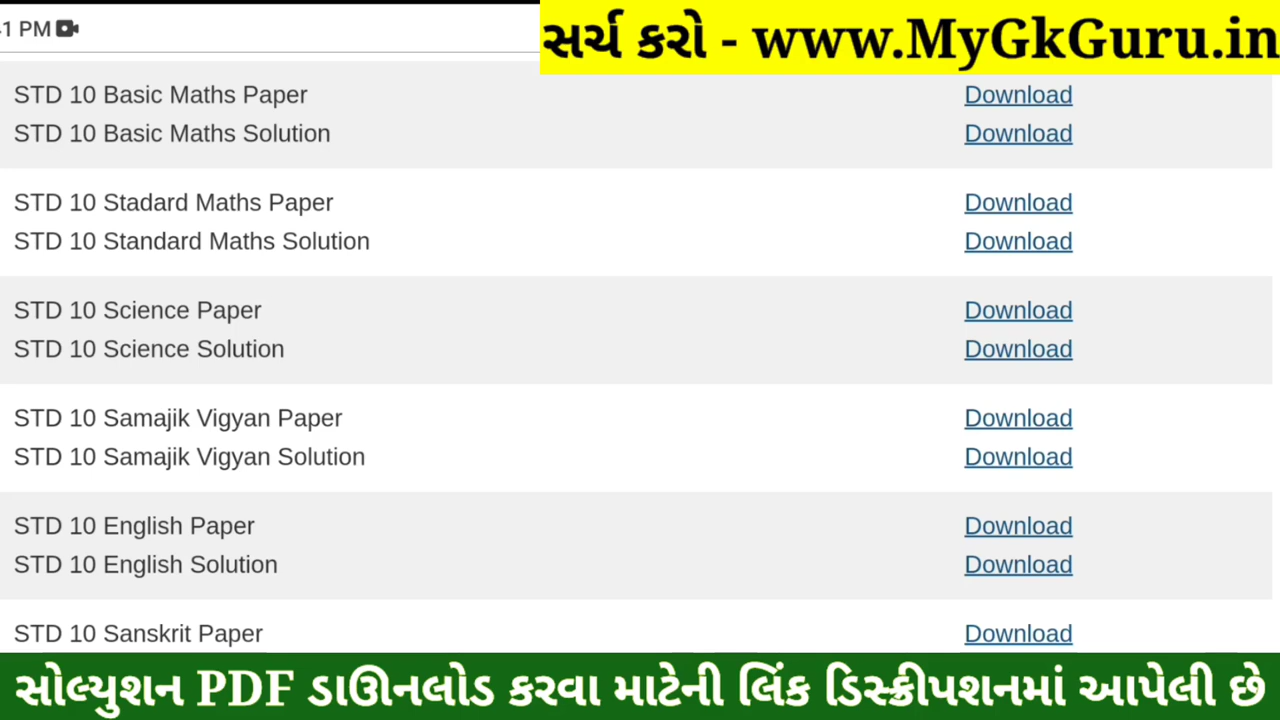 1 PM
સર્ચ કરો - www.MyGkGuru.in
STD 10 Basic Maths Paper Download
STD 10 Basic Maths Solution Download
STD 10 Stadard Maths Paper Download
STD 10 Standard Maths Solution Download
STD 10 Science Paper Download
STD 10 Science Solution Download
STD 10 Samajik Vigyan Paper Download
STD 10 Samajik Vigyan Solution Download
STD 10 English Paper Download
STD 10 English Solution Download
STD 10 Sanskrit Paper Download
સોલ્યુશન PDF ડાઊનલોડ કરવા માટેની લિંક ડિસ્ક્રીપશનમાં આપેલી છે